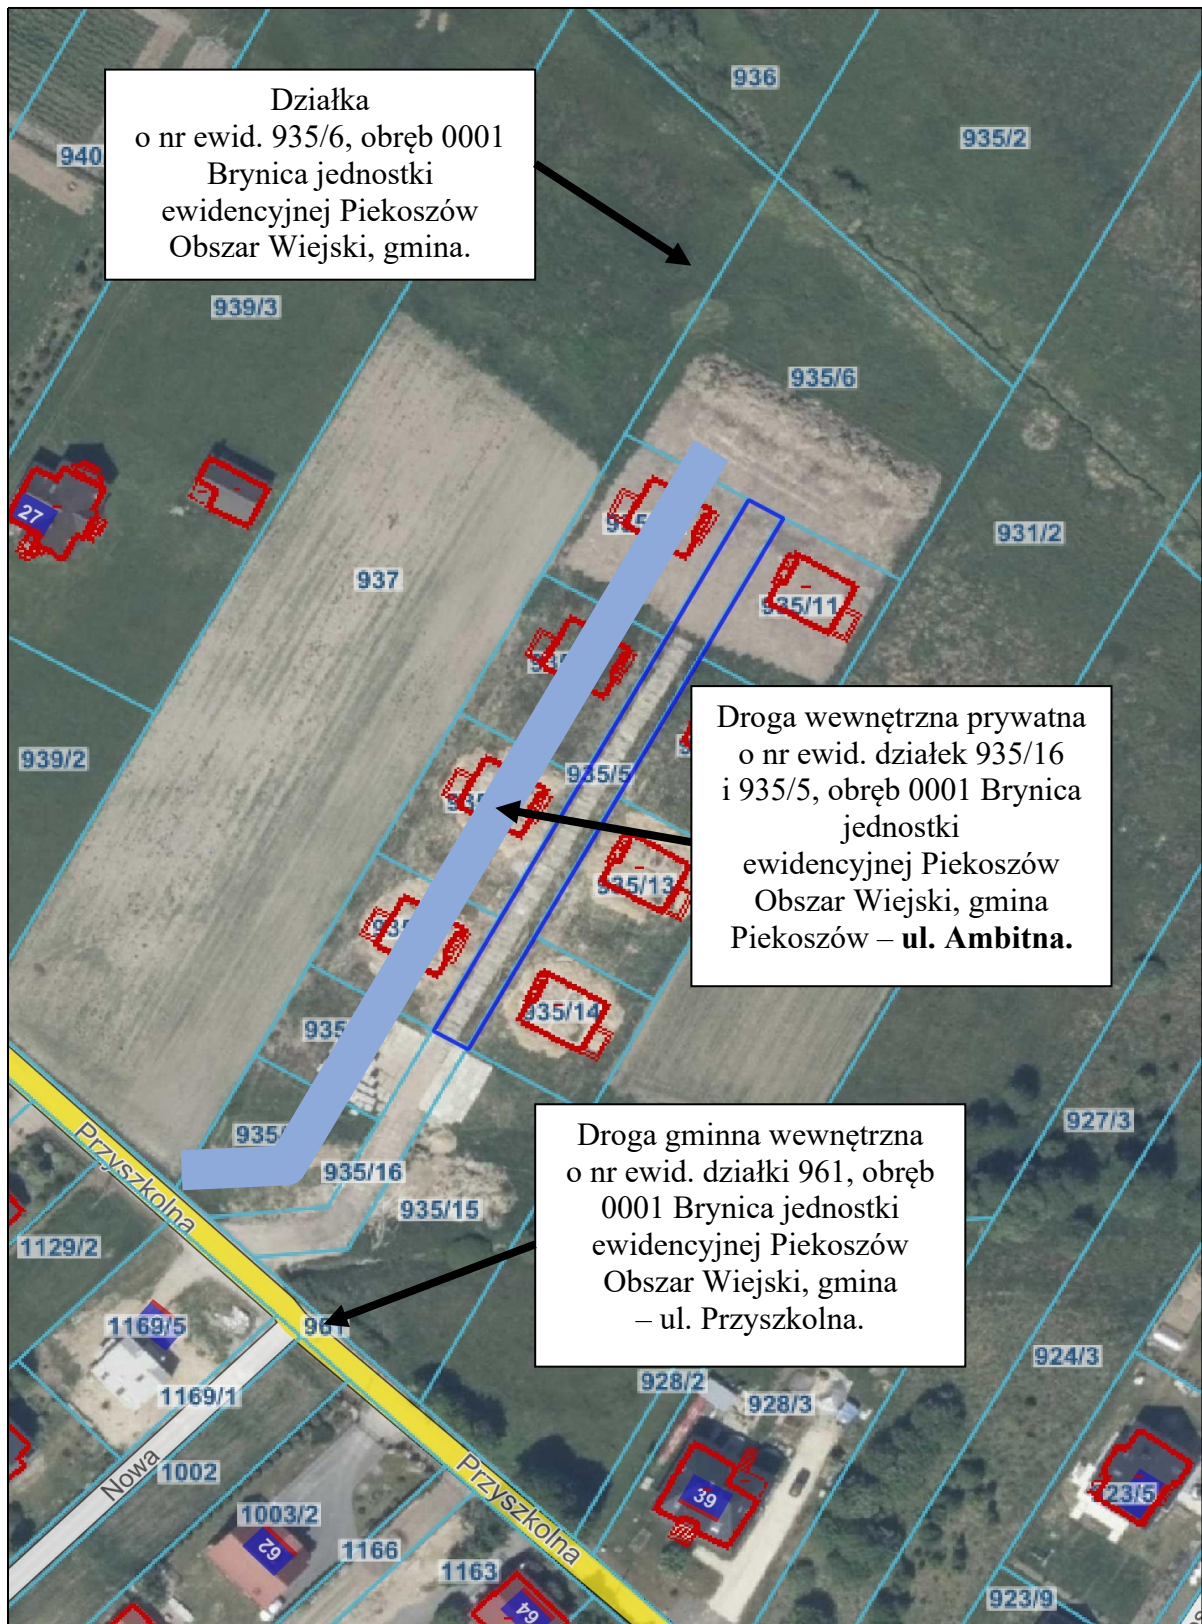 936
935/2
Działka
o nr ewid. 935/6, obręb 0001
Brynica jednostki
ewidencyjnej Piekoszów
Obszar Wiejski, gmina.
940
939/3
935/6
27
931/2
937
935/11
939/2
935/5
Droga wewnętrzna prywatna
o nr ewid. działek 935/16
i 935/5, obręb 0001 Brynica
jednostki
ewidencyjnej Piekoszów
Obszar Wiejski, gmina
Piekoszów – ul. Ambitna.
935/13
935/14
935/16
935/15
Droga gminna wewnętrzna
o nr ewid. działki 961, obręb
0001 Brynica jednostki
ewidencyjnej Piekoszów
Obszar Wiejski, gmina
– ul. Przyszkolna.
927/3
Przyszkolna
1129/2
1169/5
961
1169/1
924/3
928/2
928/3
Nowa
1002
Przyszkolna
39
23/5
1003/2
62
1166
1163
64
923/9